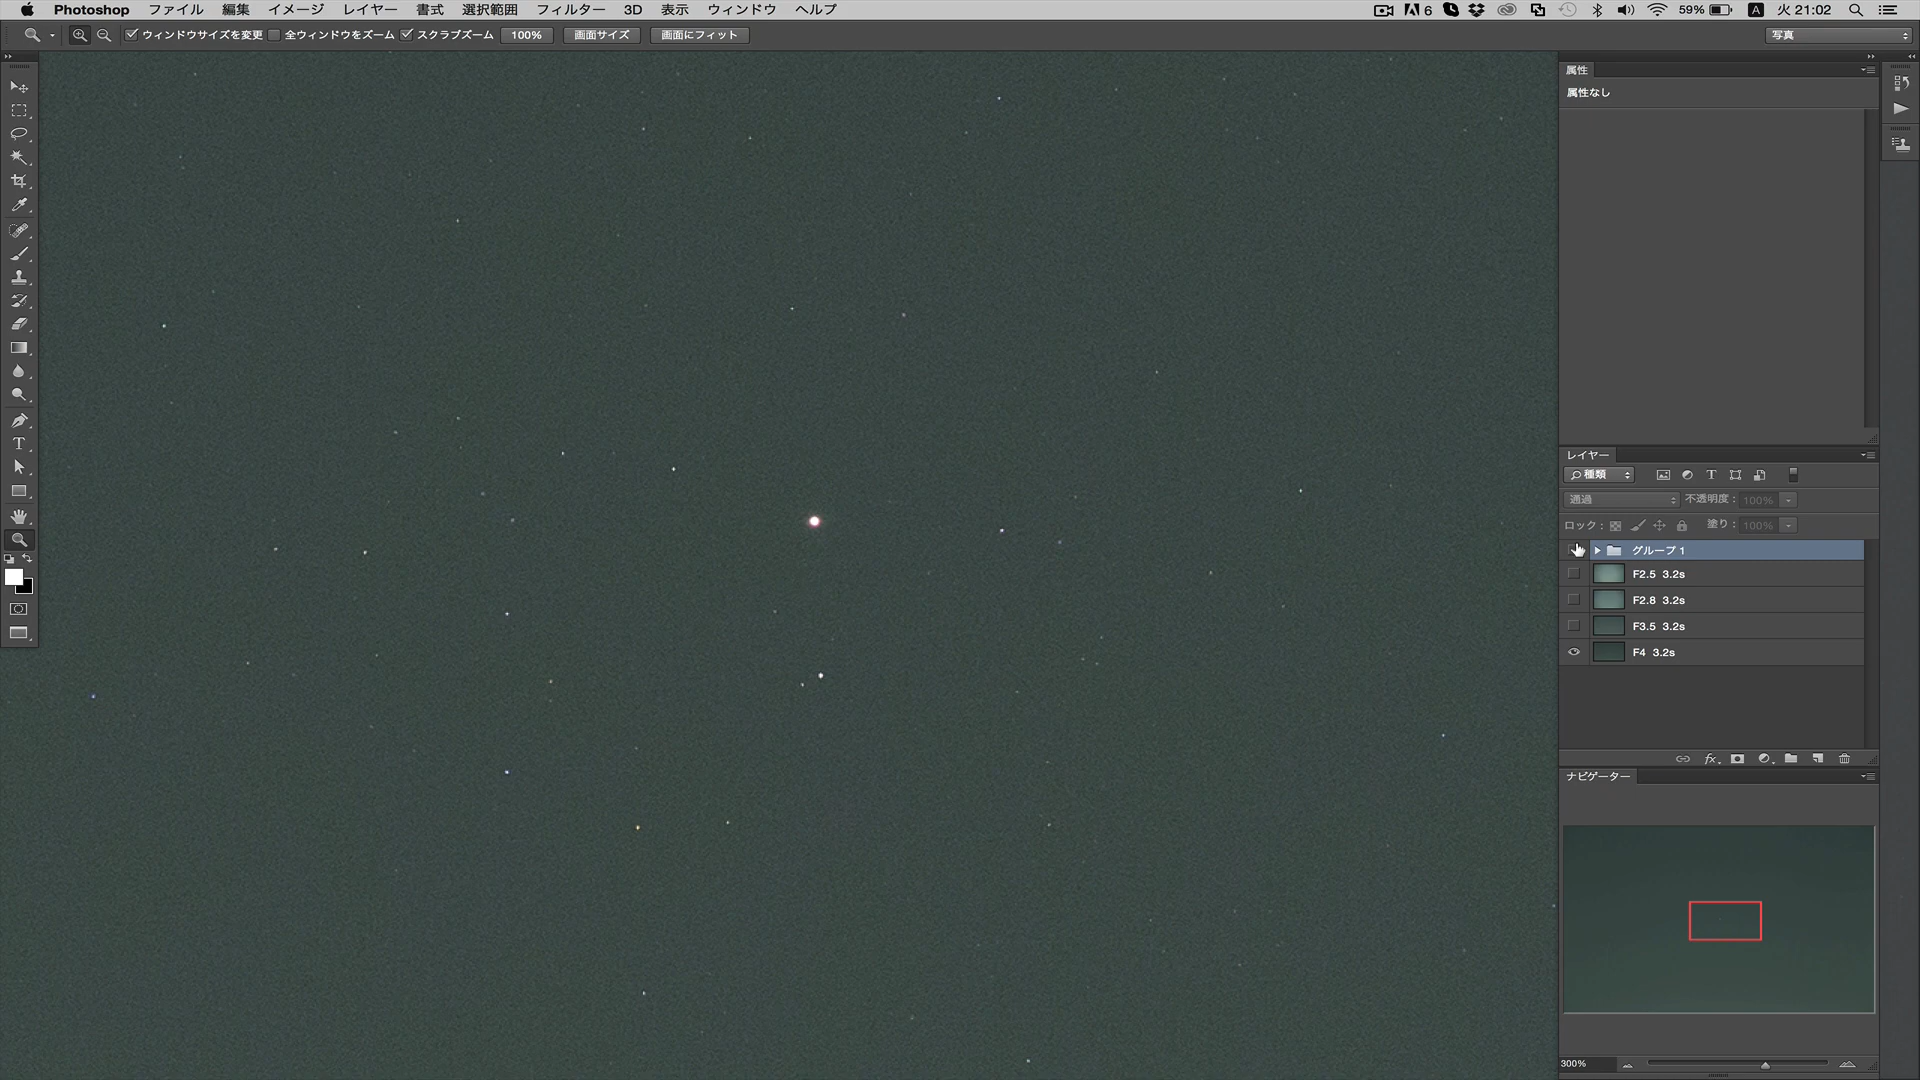 Photoshop ファイル 編集 イメージ レイヤー 書式 選択範囲 フィルター 3D 表示 ウィンドウ ヘルプ 6 59% A 火 21:02
ウィンドウサイズを変更 全ウィンドウをズーム スクラブズーム 100% 画面サイズ 画面にフィット 写真
属性
属性なし
レイヤー
種類
通過 不透明度: 100%
ロック: 塗り: 100%
グループ 1
F2.5 3.2s
F2.8 3.2s
F3.5 3.2s
F4 3.2s
fx
ナビゲーター
300%